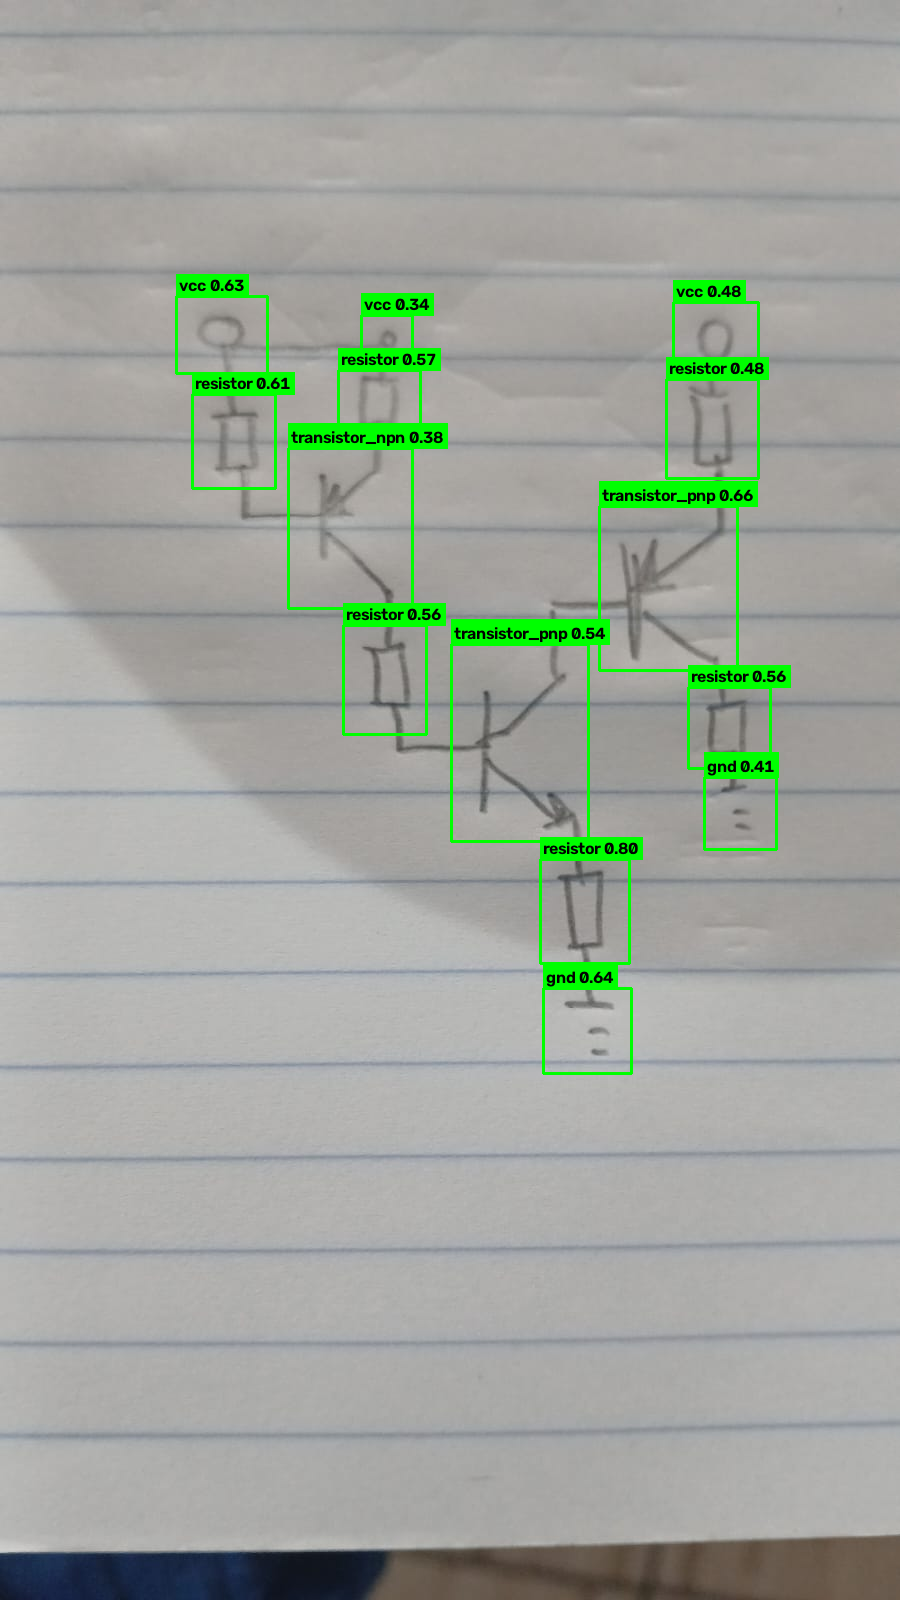 vcc 0.63
vcc 0.34
vcc 0.48
resistor 0.57
resistor 0.48
resistor 0.61
transistor_npn 0.38
transistor_pnp 0.66
resistor 0.56
transistor_pnp 0.54
resistor 0.56
gnd 0.41
resistor 0.80
gnd 0.64